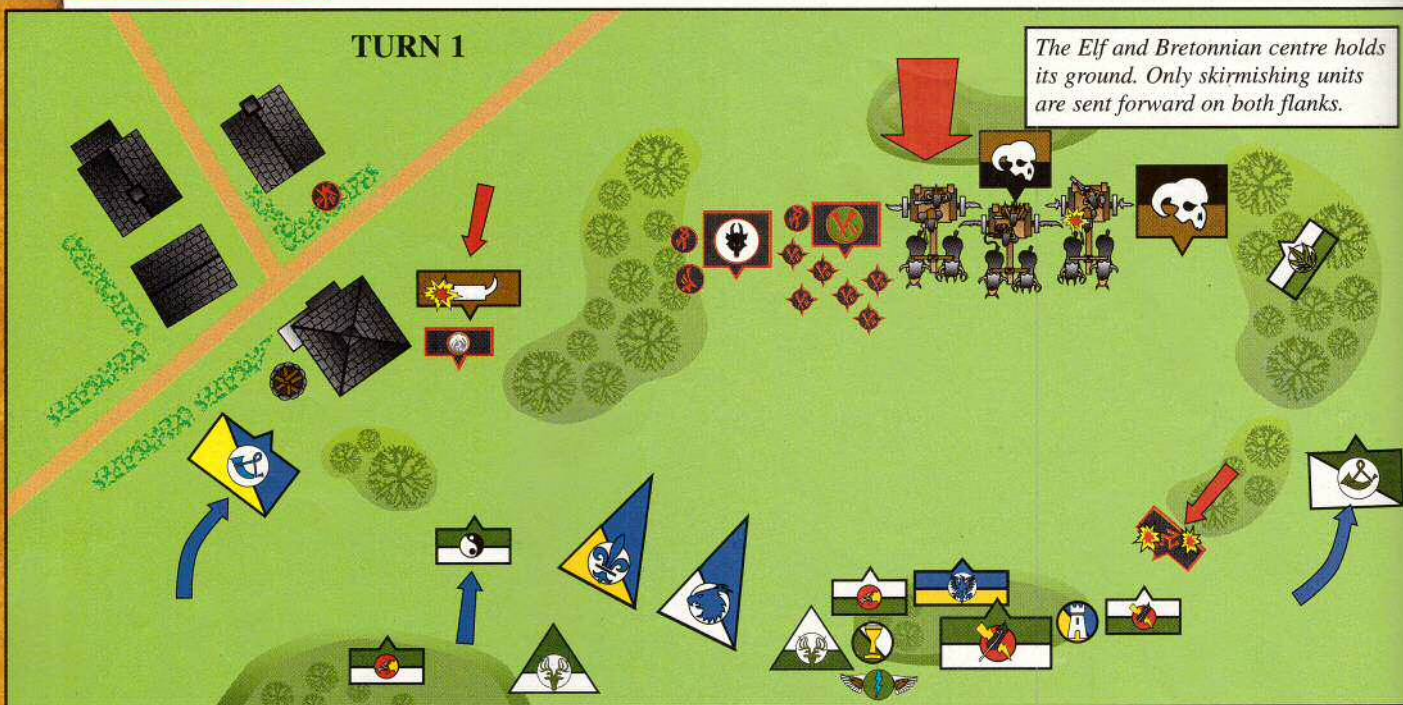 TURN 1
The Elf and Bretonnian centre holds
its ground. Only skirmishing units
are sent forward on both flanks.